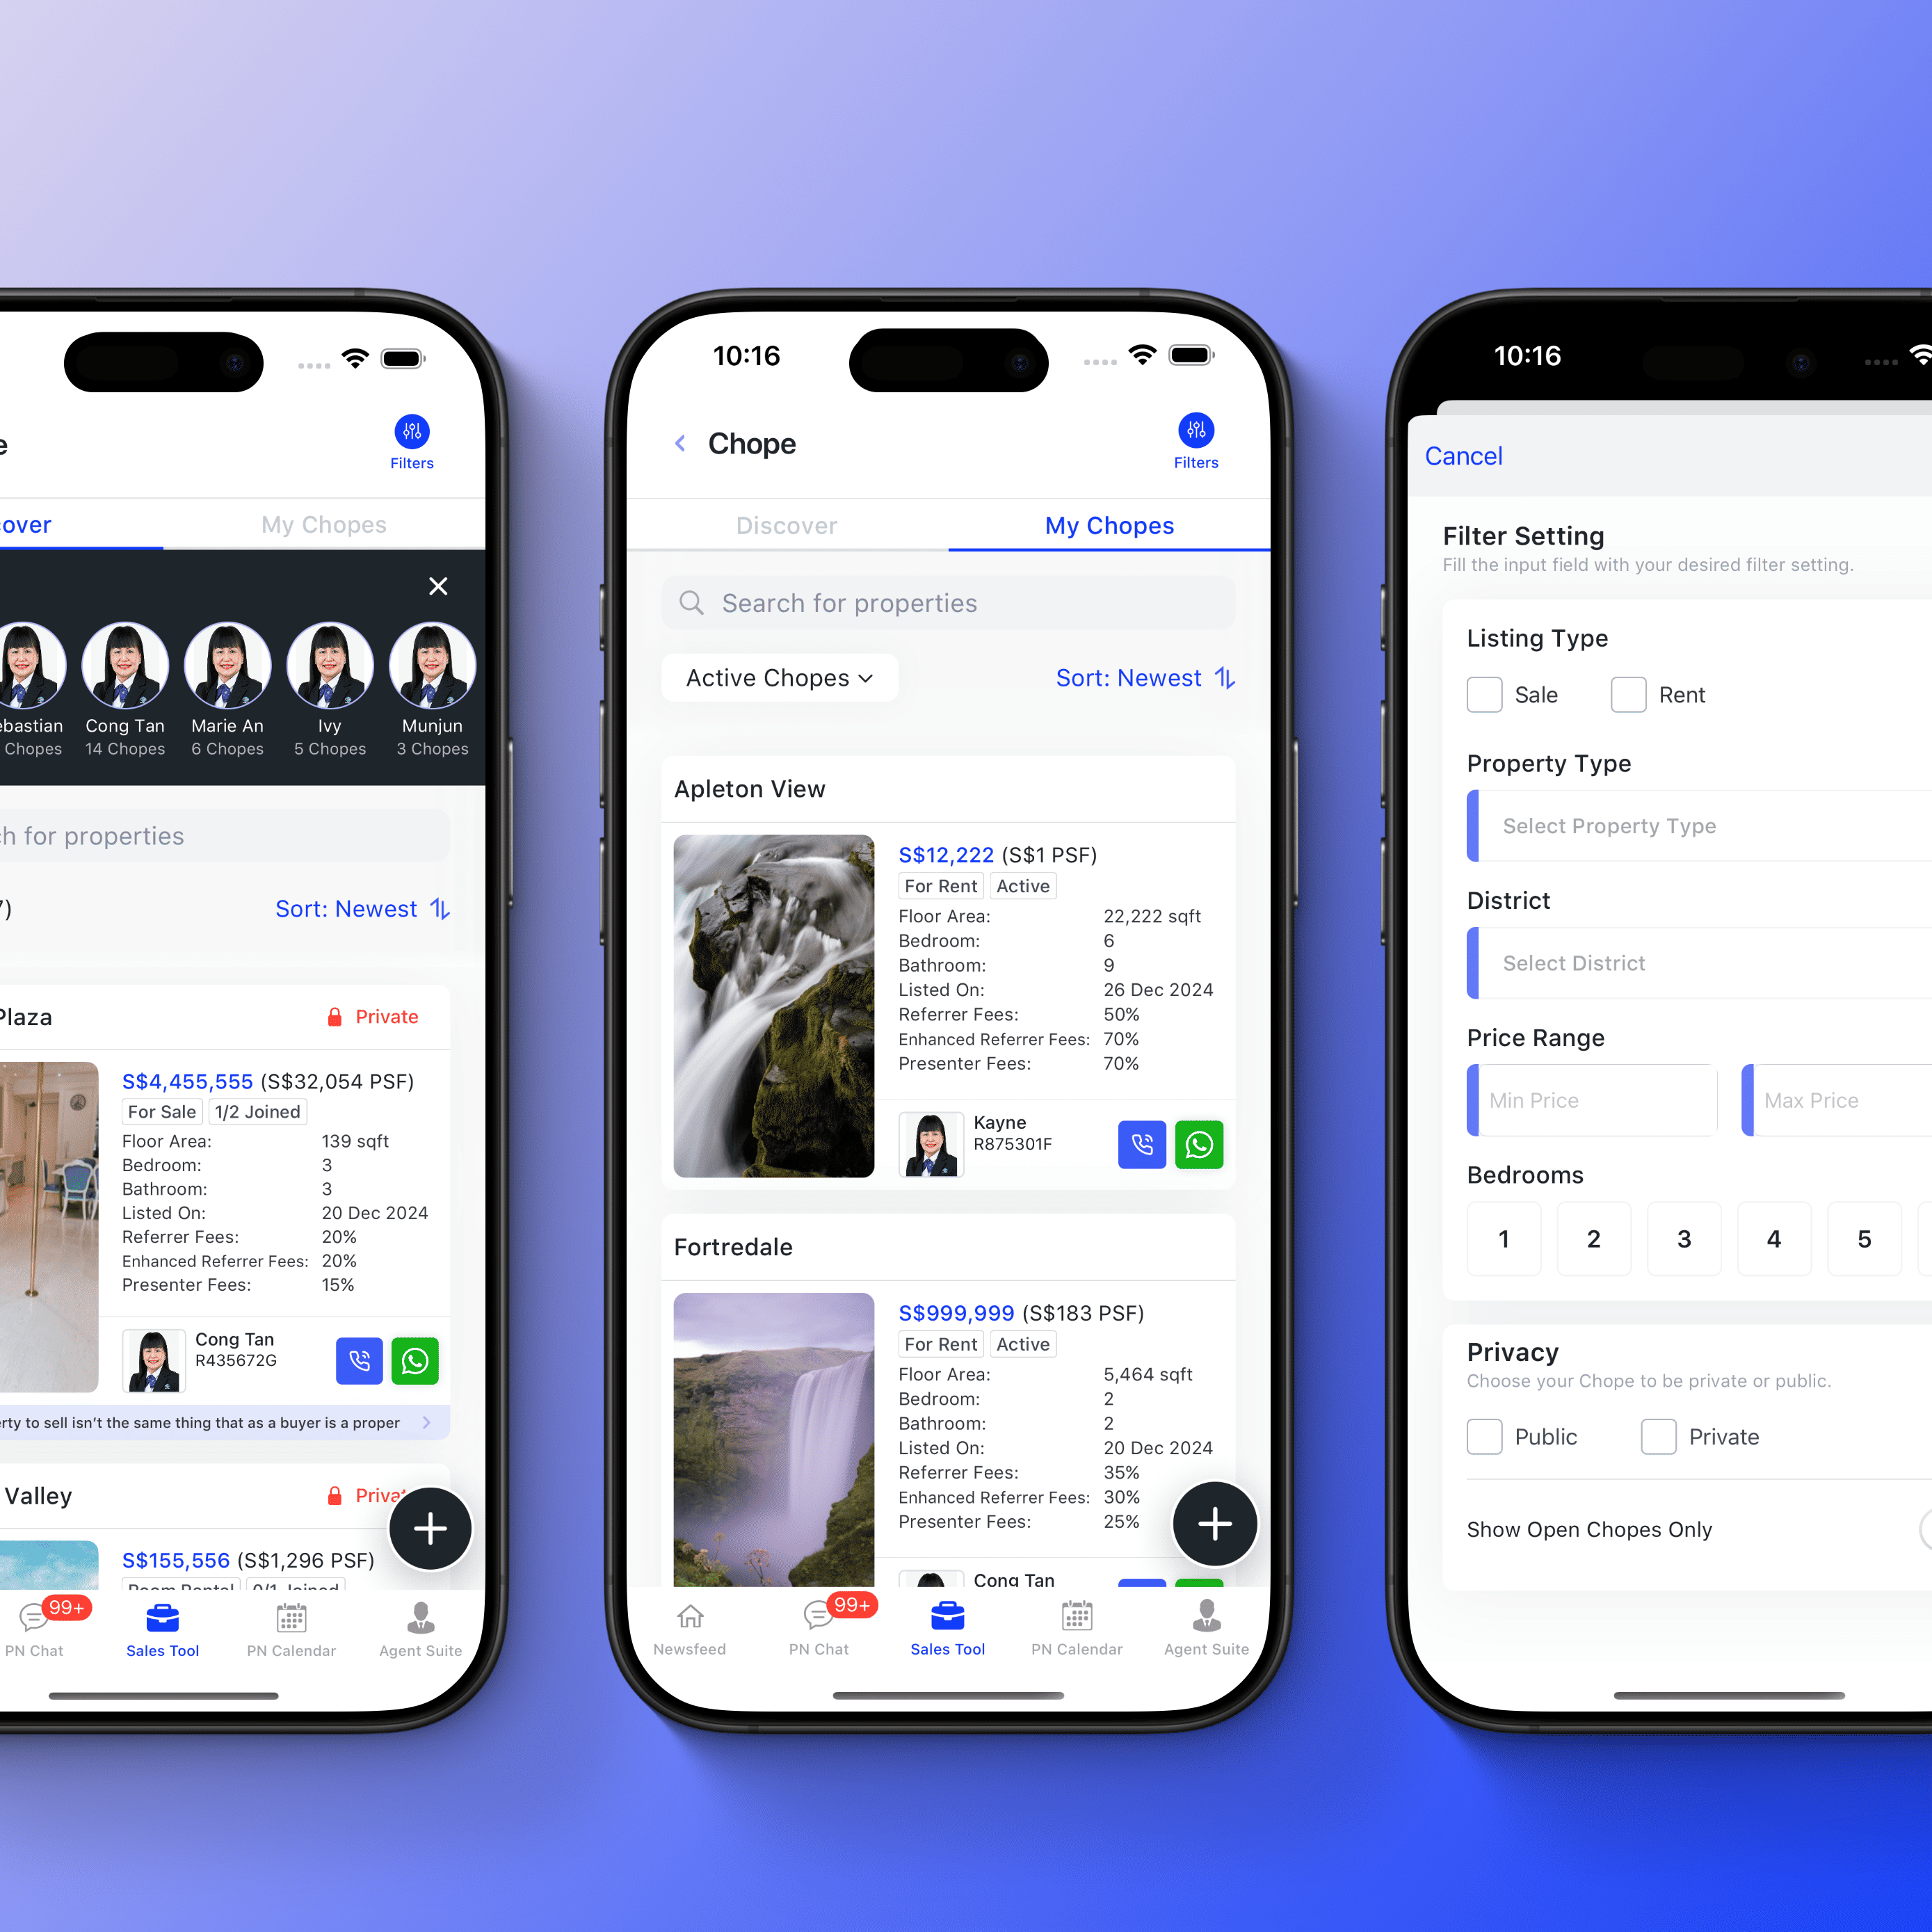 Filters
My Chopes
Cong Tan
Marie An
Ivy
Munjun
Chopes
14 Chopes
6 Chopes
5 Chopes
3 Chopes
for properties
Sort: Newest
Plaza
Private
S$4,455,555 (S$32,054 PSF)
For Sale
1/2 Joined
Floor Area: 139 sqft
Bedroom: 3
Bathroom: 3
Listed On: 20 Dec 2024
Referrer Fees: 20%
Enhanced Referrer Fees: 20%
Presenter Fees: 15%
Cong Tan
R435672G
to sell isn't the same thing that as a buyer is a proper
Valley
S$155,556 (S$1,296 PSF)
99+
PN Chat
Sales Tool
PN Calendar
Agent Suite
10:16
Chope
Filters
Discover
My Chopes
Search for properties
Active Chopes
Sort: Newest
Apleton View
S$12,222 (S$1 PSF)
For Rent
Active
Floor Area: 22,222 sqft
Bedroom: 6
Bathroom: 9
Listed On: 26 Dec 2024
Referrer Fees: 50%
Enhanced Referrer Fees: 70%
Presenter Fees: 70%
Kayne
R875301F
Fortredale
S$999,999 (S$183 PSF)
For Rent
Active
Floor Area: 5,464 sqft
Bedroom: 2
Bathroom: 2
Listed On: 20 Dec 2024
Referrer Fees: 35%
Enhanced Referrer Fees: 30%
Presenter Fees: 25%
Cong Tan
99+
Newsfeed
PN Chat
Sales Tool
PN Calendar
Agent Suite
10:16
Cancel
Filter Setting
Fill the input field with your desired filter setting.
Listing Type
Sale
Rent
Property Type
Select Property Type
District
Select District
Price Range
Min Price
Max Price
Bedrooms
1
2
3
4
5
Privacy
Choose your Chope to be private or public.
Public
Private
Show Open Chopes Only